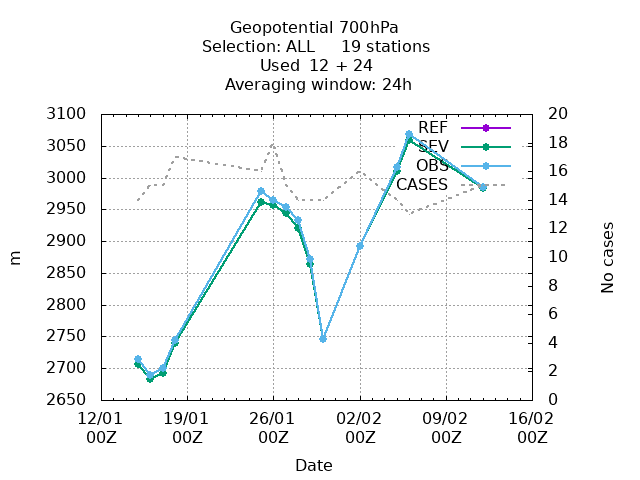 Geopotential 700hPa
Selection: ALL 19 stations
Used 12 + 24
Averaging window: 24h
3100
3050
3000
2950
2900
2850
2800
2750
2700
2650
20
18
16
14
12
10
8
6
4
2
0
REF
SEV
OBS
CASES
m
No cases
12/01 19/01 26/01 02/02 09/02 16/02
00Z 00Z 00Z 00Z 00Z 00Z
Date